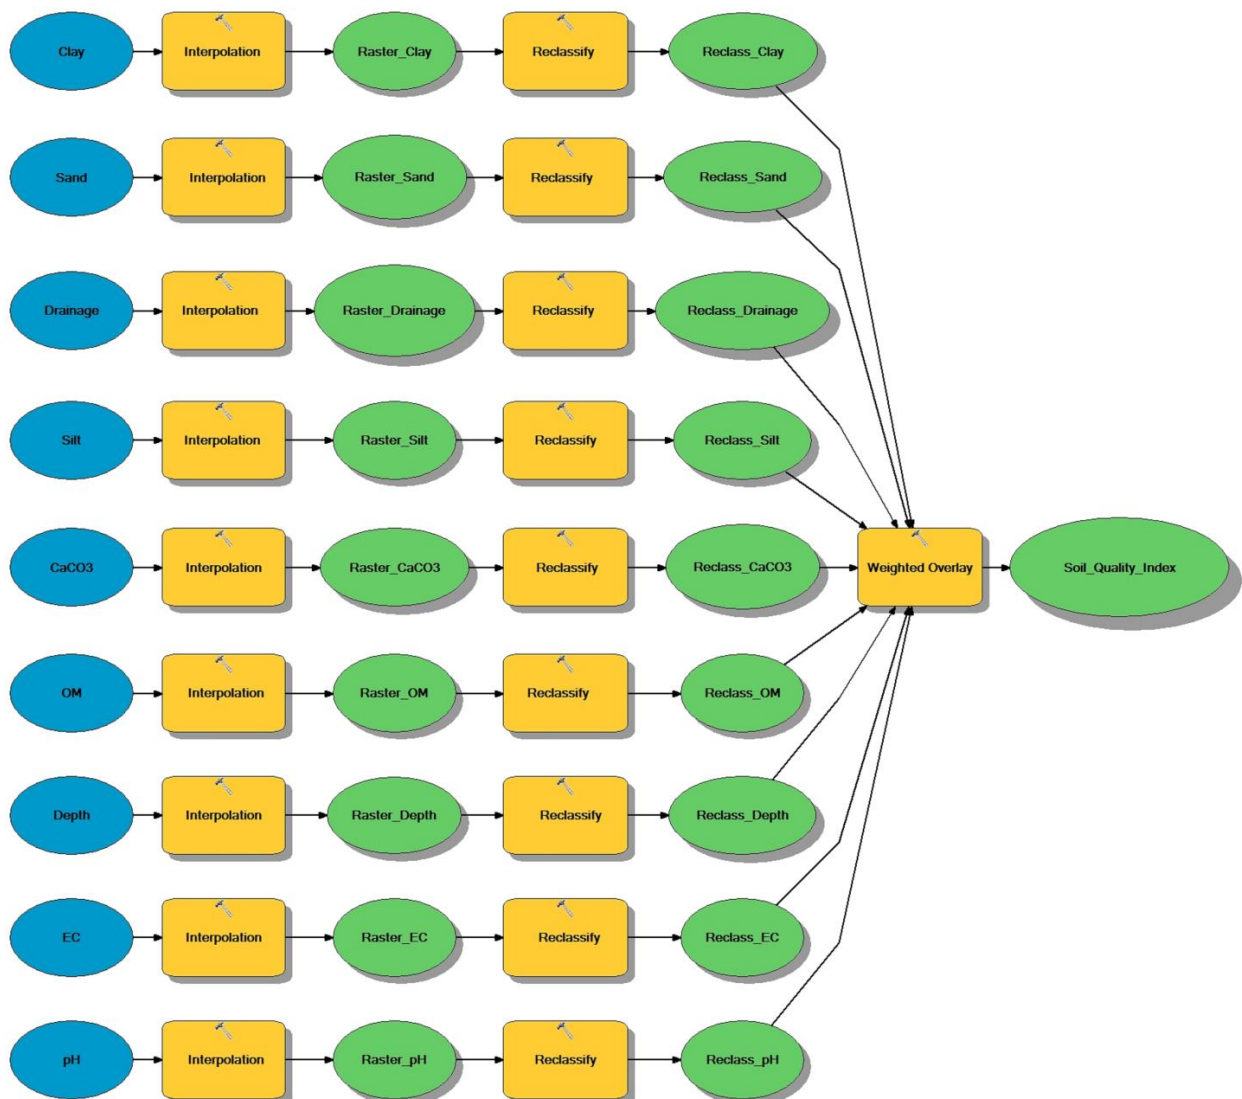 Clay
Interpolation
Raster_Clay
Reclassify
Reclass_Clay
Sand
Interpolation
Raster_Sand
Reclassify
Reclass_Sand
Drainage
Interpolation
Raster_Drainage
Reclassify
Reclass_Drainage
Silt
Interpolation
Raster_Silt
Reclassify
Reclass_Silt
CaCO3
Interpolation
Raster_CaCO3
Reclassify
Reclass_CaCO3
Weighted Overlay
Soil_Quality_Index
OM
Interpolation
Raster_OM
Reclassify
Reclass_OM
Depth
Interpolation
Raster_Depth
Reclassify
Reclass_Depth
EC
Interpolation
Raster_EC
Reclassify
Reclass_EC
pH
Interpolation
Raster_pH
Reclassify
Reclass_pH